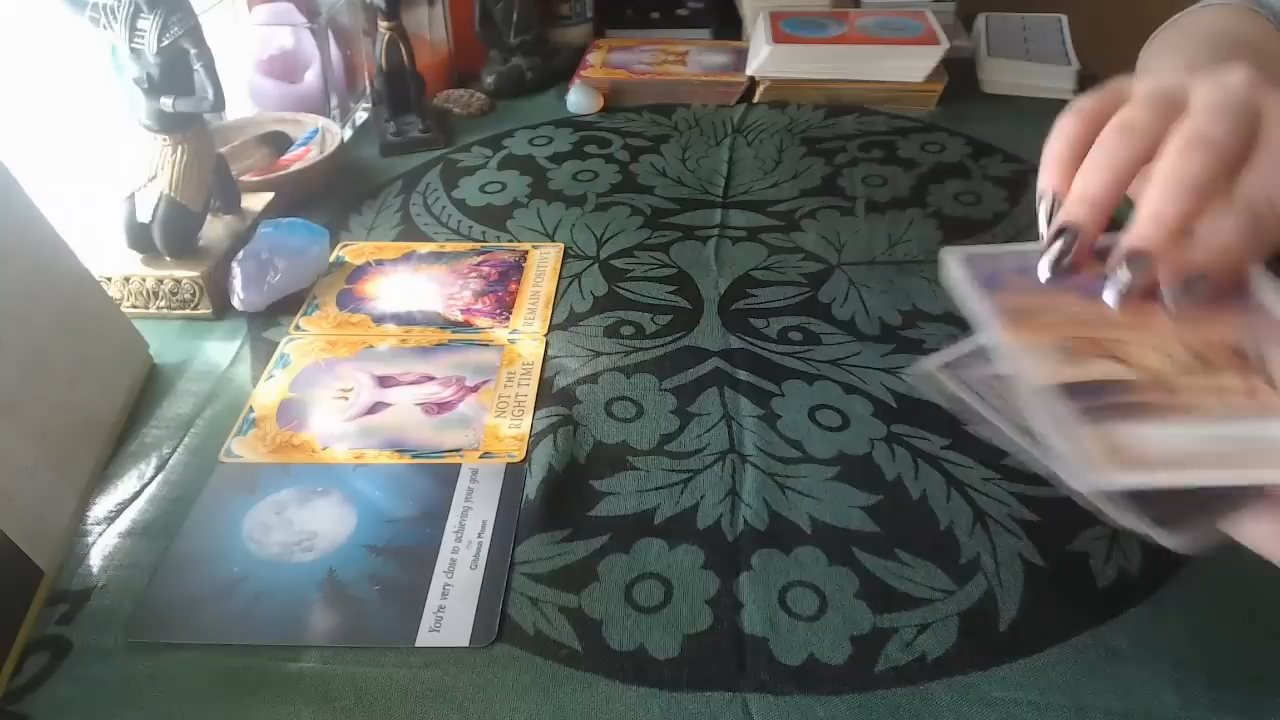 REMAIN POSITIVE
NOT THE
RIGHT TIME
You're very close to achieving your goal
Gibbous Moon